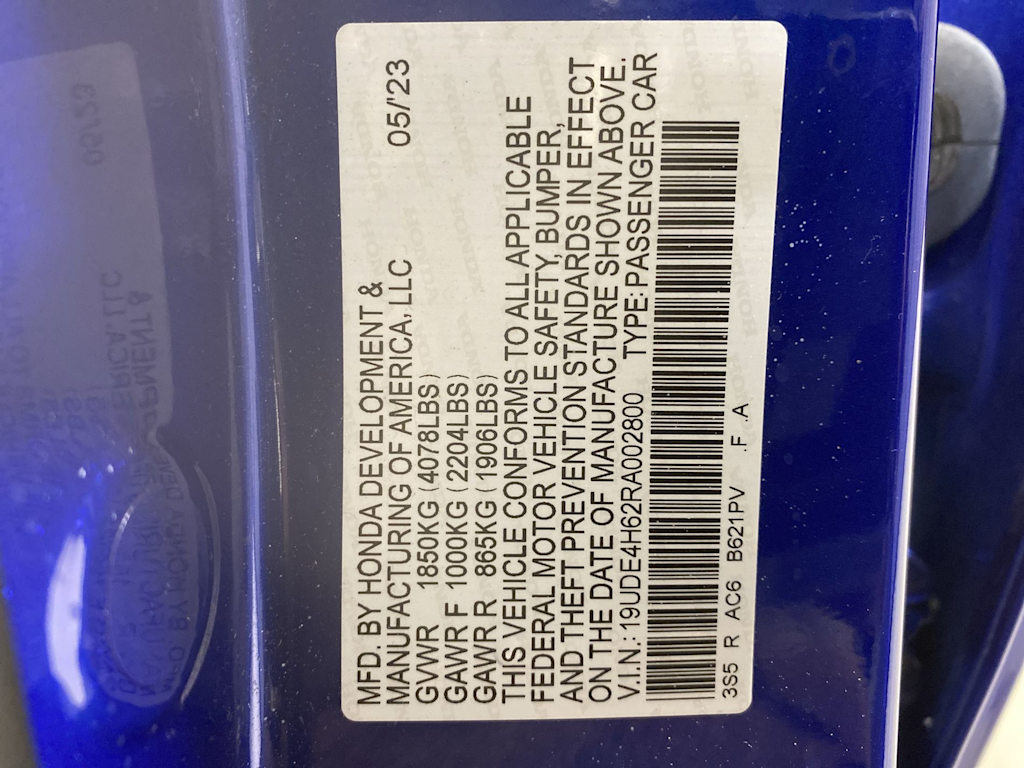 MFD. BY HONDA DEVELOPMENT &
MANUFACTURING OF AMERICA, LLC 05/'23
GVWR 1850KG (4078LBS)
GAWR F 1000KG (2204LBS)
GAWR R 865KG (1906LBS)
THIS VEHICLE CONFORMS TO ALL APPLICABLE
FEDERAL MOTOR VEHICLE SAFETY, BUMPER,
AND THEFT PREVENTION STANDARDS IN EFFECT
ON THE DATE OF MANUFACTURE SHOWN ABOVE.
V.I.N.: 19UDE4H62RA002800 TYPE: PASSENGER CAR
3S5 R AC6 B621PV .F .A